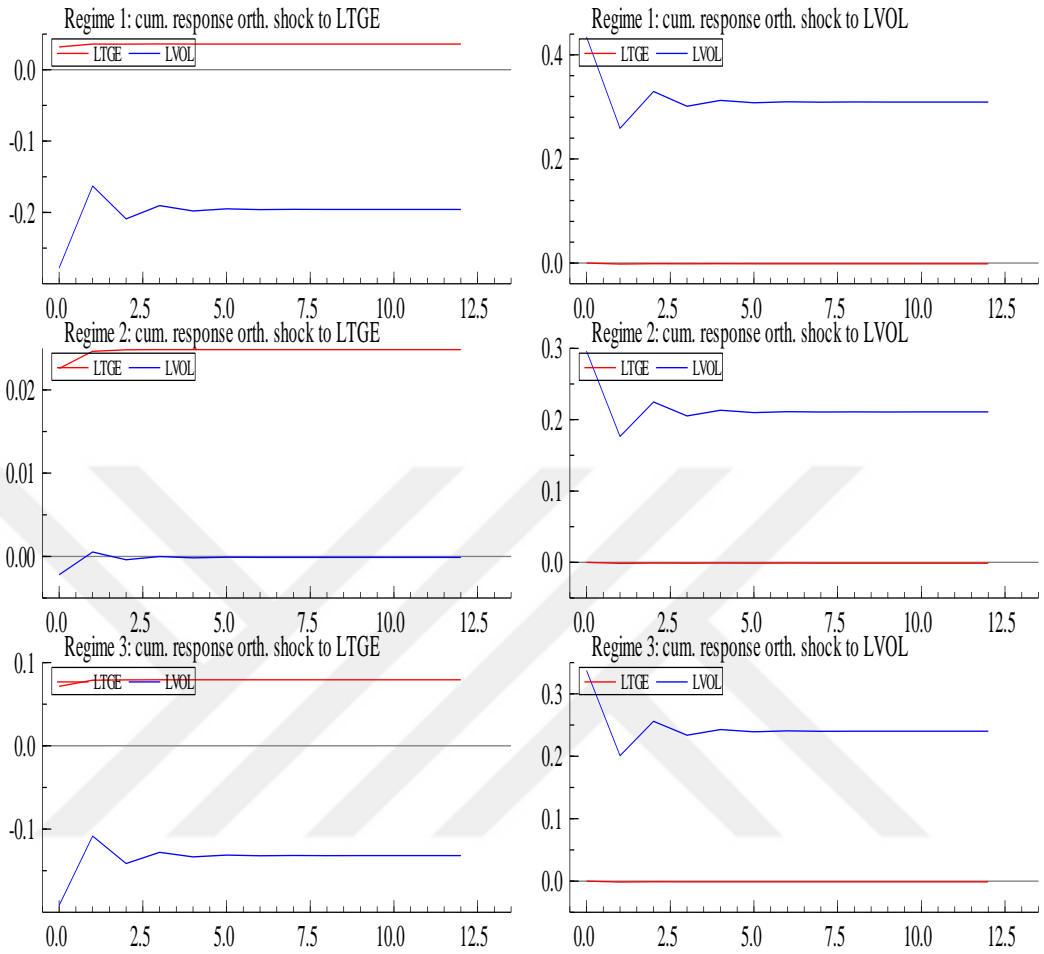 Regime 1: cum. response orth. shock to LTGE
LTGE LVOL
0.0
-0.1
-0.2
0.0 2.5 5.0 7.5 10.0 12.5
Regime 1: cum. response orth. shock to LVOL
LTGE LVOL
0.4
0.2
0.0
0.0 2.5 5.0 7.5 10.0 12.5
Regime 2: cum. response orth. shock to LTGE
LTGE LVOL
0.02
0.01
0.00
0.0 2.5 5.0 7.5 10.0 12.5
Regime 2: cum. response orth. shock to LVOL
0.3
LTGE LVOL
0.2
0.1
0.0
0.0 2.5 5.0 7.5 10.0 12.5
Regime 3: cum. response orth. shock to LTGE
0.1
LTGE LVOL
0.0
-0.1
0.0 2.5 5.0 7.5 10.0 12.5
Regime 3: cum. response orth. shock to LVOL
LTGE LVOL
0.3
0.2
0.1
0.0
0.0 2.5 5.0 7.5 10.0 12.5